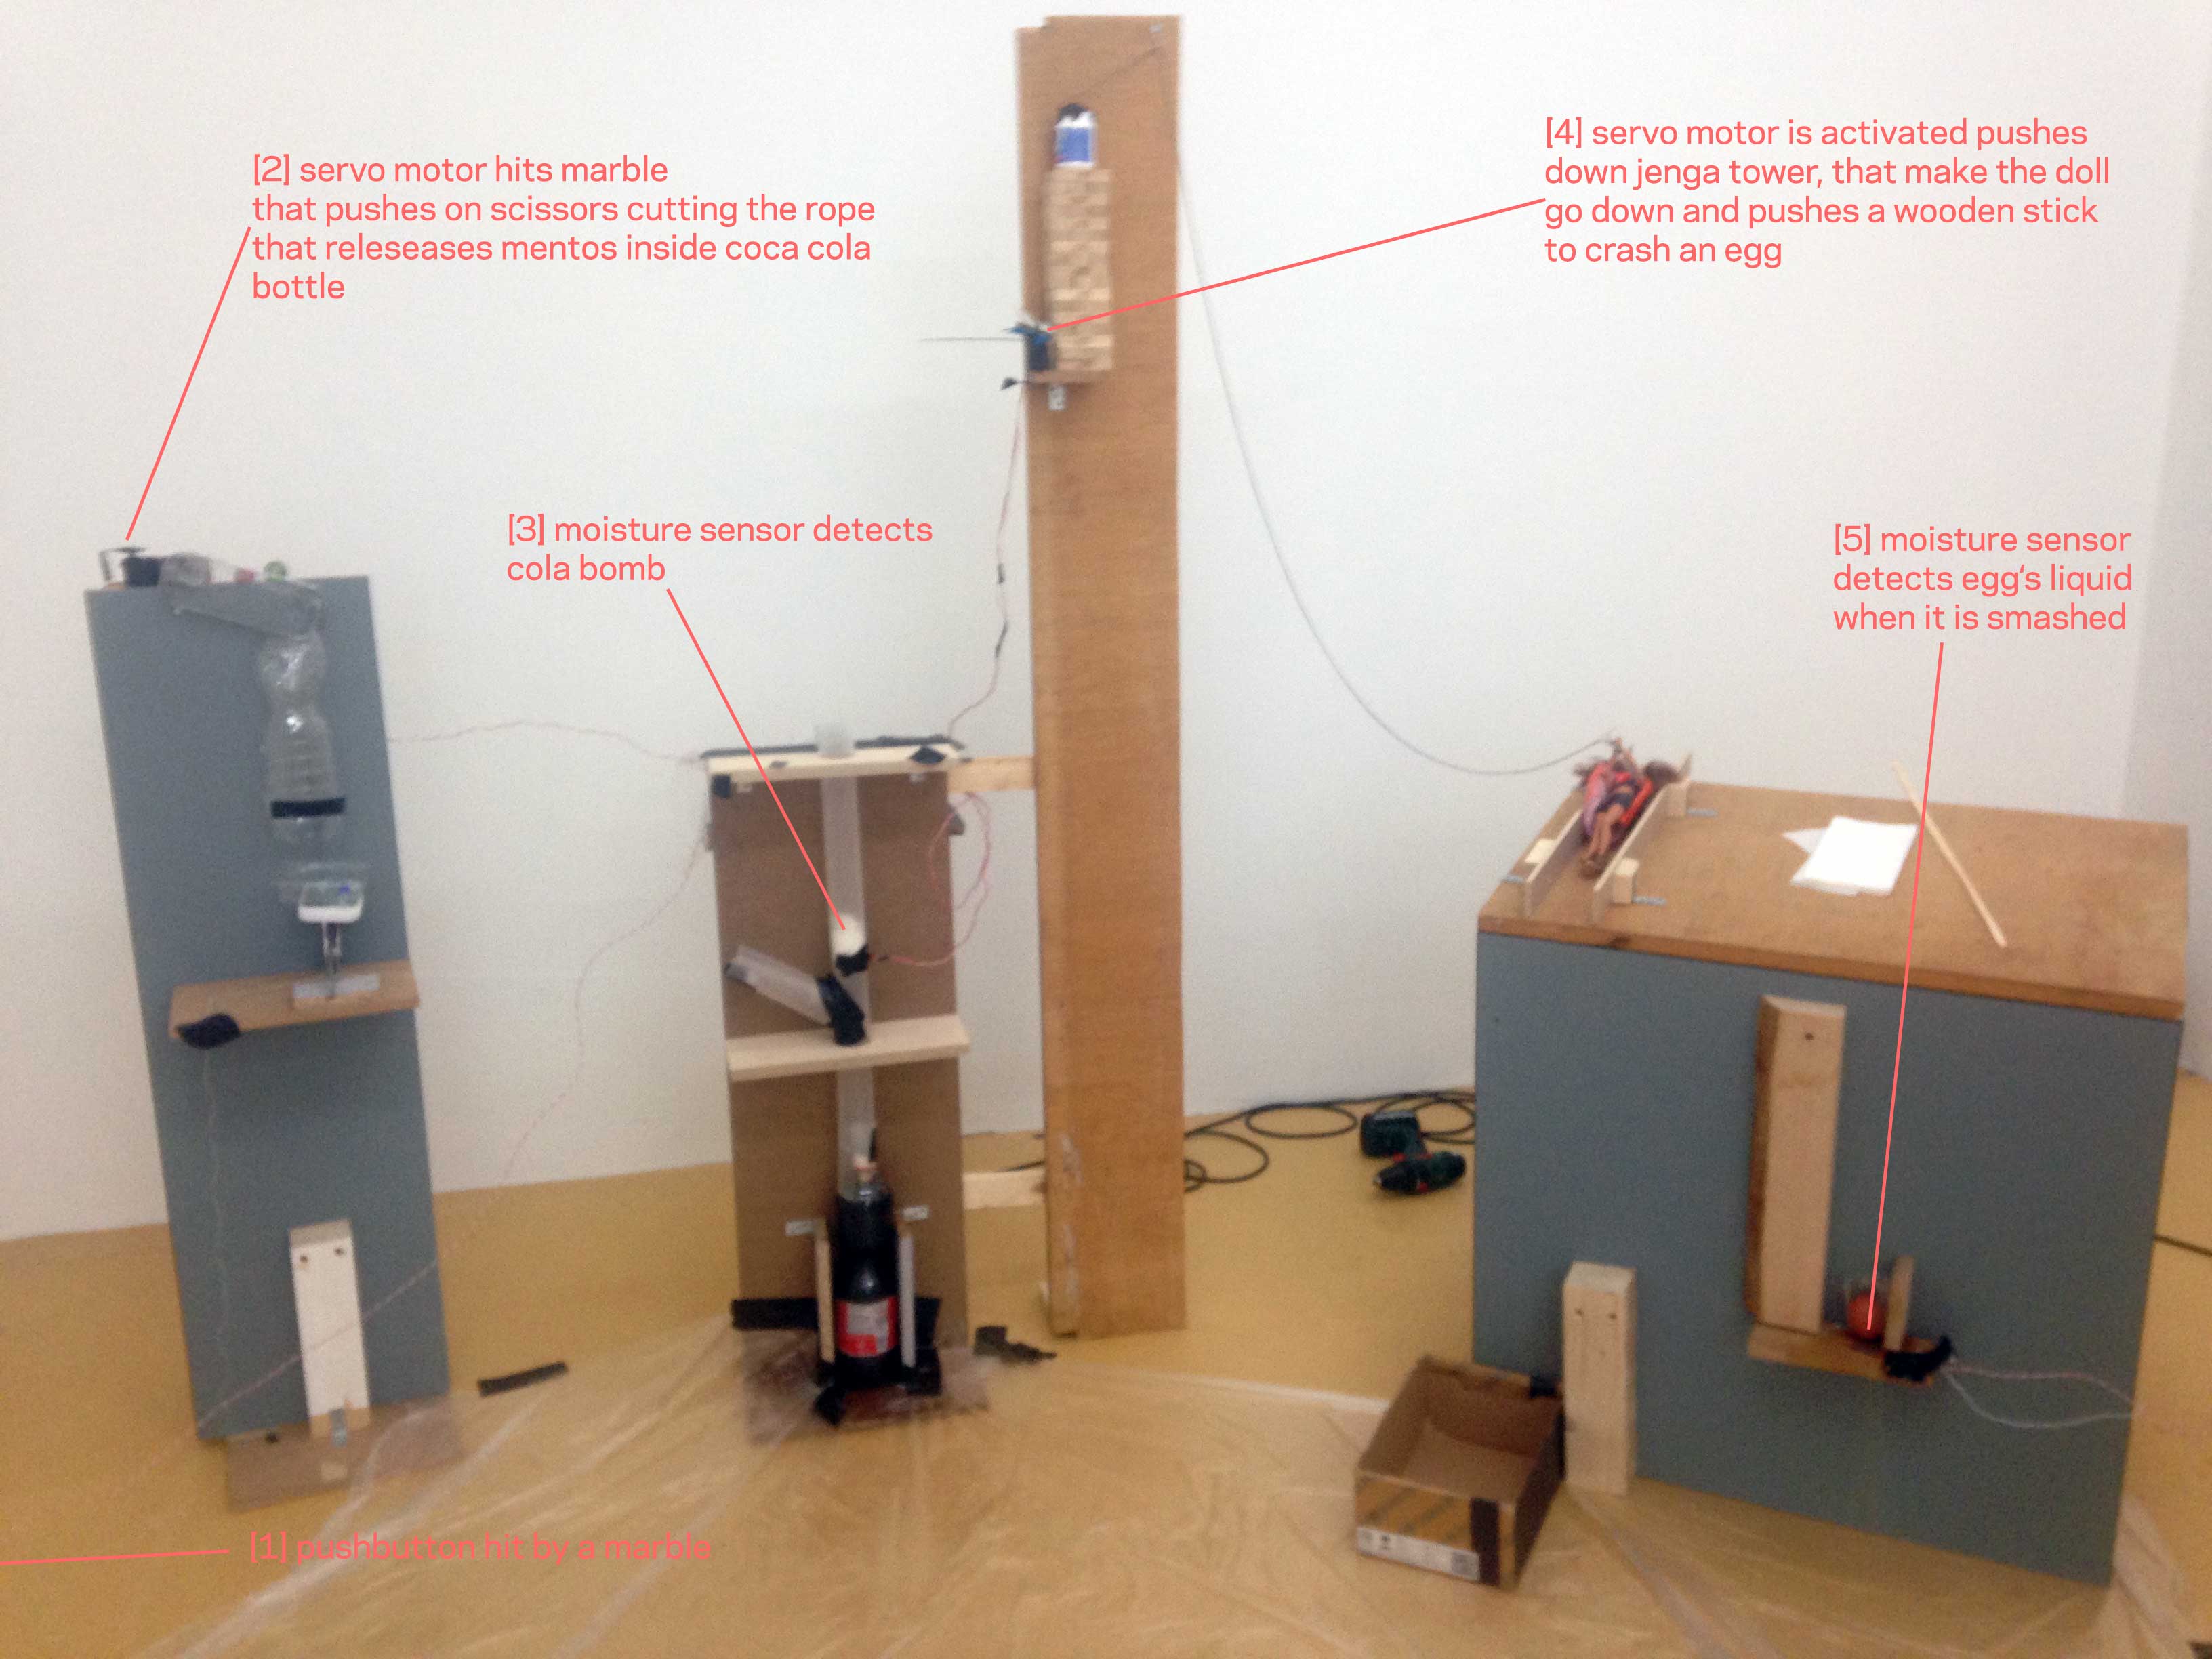 [2] servo motor hits marble
that pushes on scissors cutting the rope
that releseases mentos inside coca cola
bottle
[4] servo motor is activated pushes
down jenga tower, that make the doll
go down and pushes a wooden stick
to crash an egg
[3] moisture sensor detects
cola bomb
[5] moisture sensor
detects egg's liquid
when it is smashed
[1] pushbutton hit by a marble